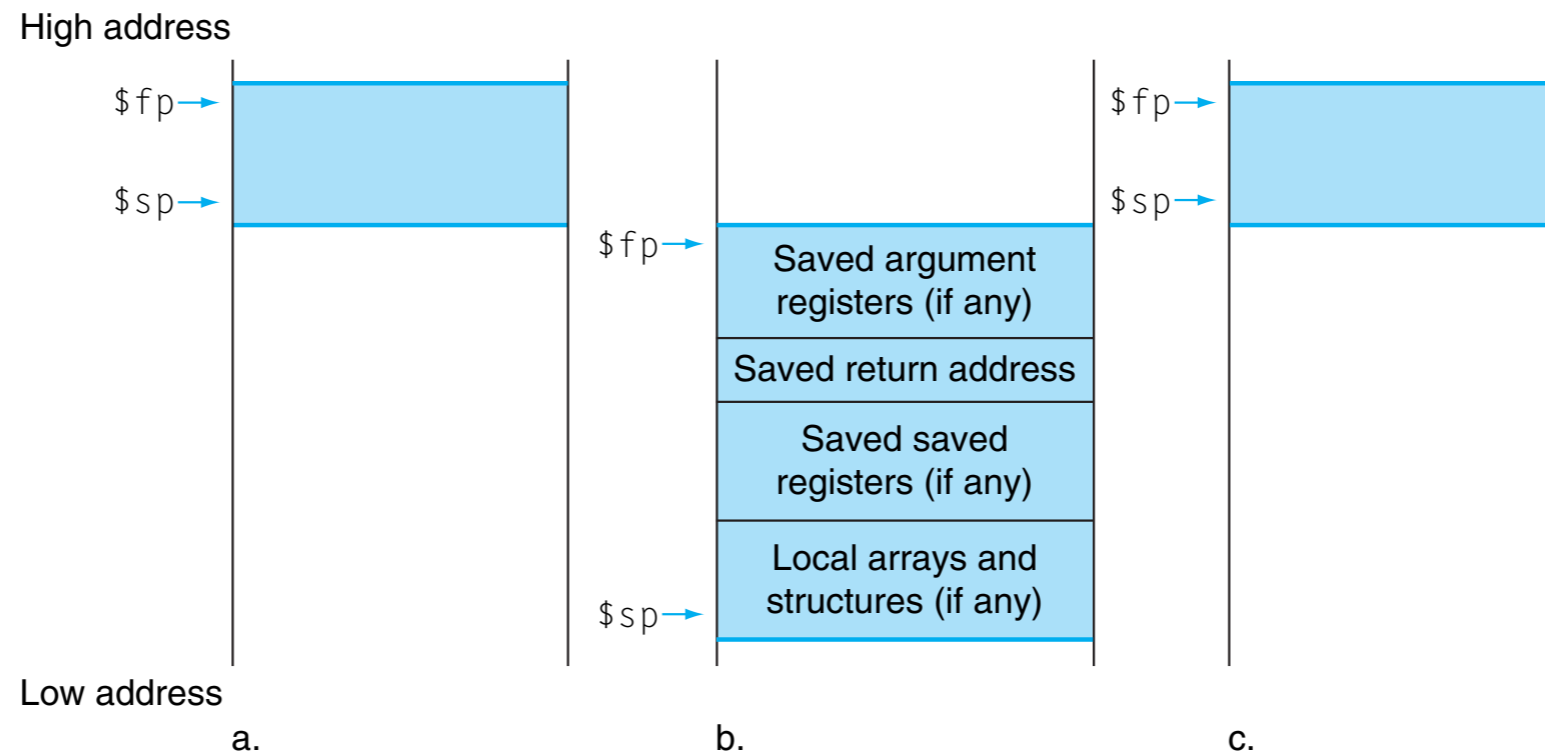 High address
$fp
$sp
$fp
Saved argument
registers (if any)
Saved return address
Saved saved
registers (if any)
Local arrays and
structures (if any)
$sp
$fp
$sp
Low address
a.
b.
c.